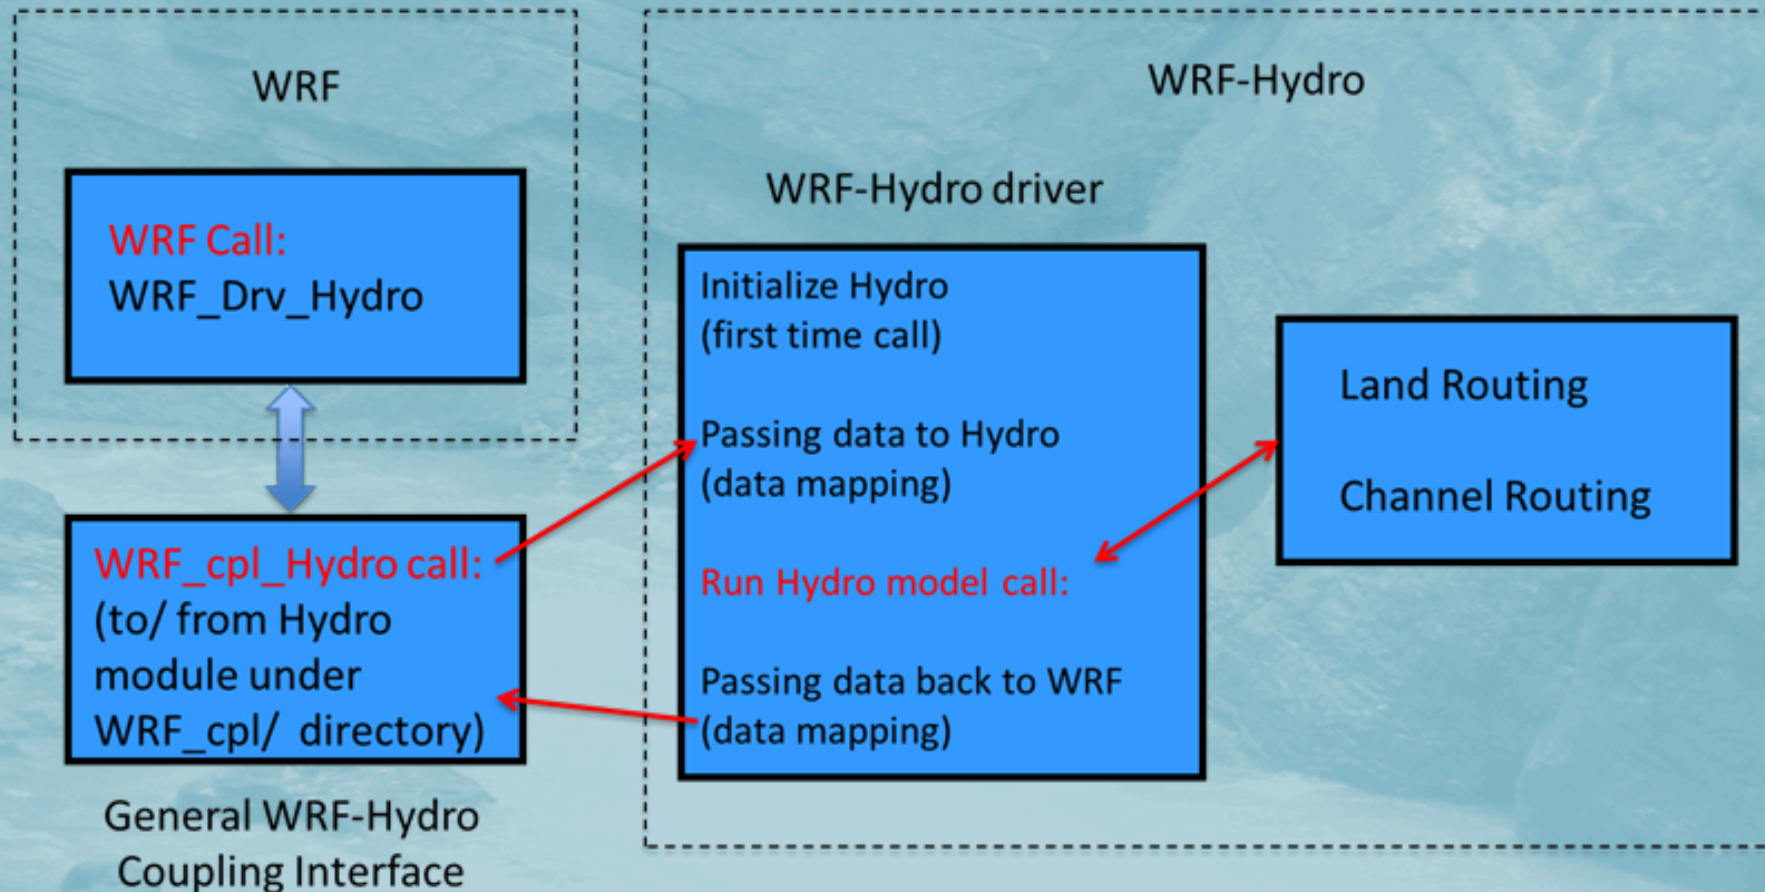 WRF
WRF Call:
WRF_Drv_Hydro
WRF_cpl_Hydro call:
(to/ from Hydro
module under
WRF_cpl/ directory)
General WRF-Hydro
Coupling Interface
WRF-Hydro
WRF-Hydro driver
Initialize Hydro
(first time call)
Passing data to Hydro
(data mapping)
Run Hydro model call:
Passing data back to WRF
(data mapping)
Land Routing
Channel Routing